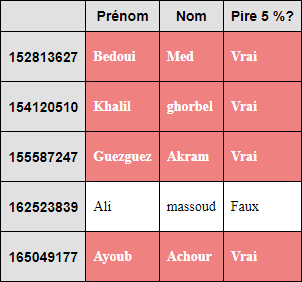 Prénom Nom Pire 5 %?
152813627 Bedoui Med Vrai
154120510 Khalil ghorbel Vrai
155587247 Guezguez Akram Vrai
162523839 Ali massoud Faux
165049177 Ayoub Achour Vrai